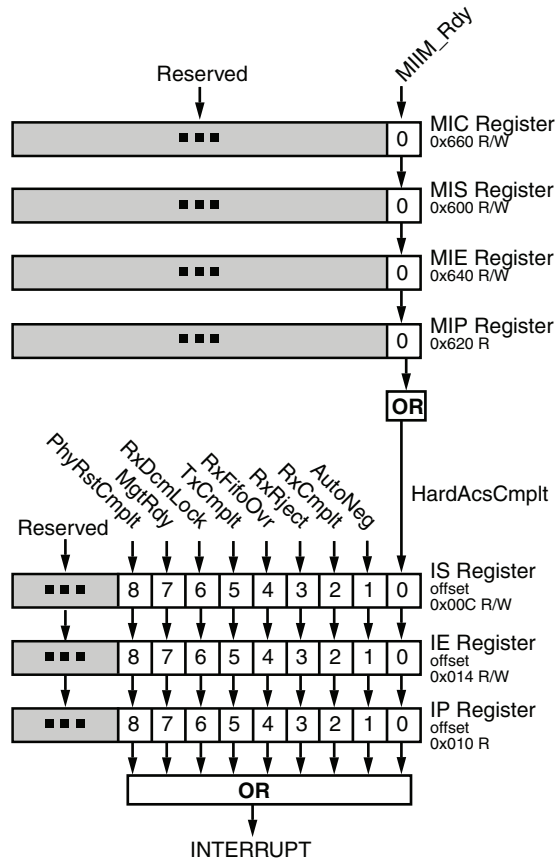 MIIM_Rdy
Reserved
0
MIC Register
0x660 R/W
0
MIS Register
0x600 R/W
0
MIE Register
0x640 R/W
0
MIP Register
0x620 R
OR
HardAcsCmplt
PhyRstCmplt
MgtRdy
RxDcmLock
TxCmplt
RxFifoOvr
RxRject
RxCmplt
AutoNeg
Reserved
8 7 6 5 4 3 2 1 0
IS Register
offset
0x00C R/W
8 7 6 5 4 3 2 1 0
IE Register
offset
0x014 R/W
8 7 6 5 4 3 2 1 0
IP Register
offset
0x010 R
OR
INTERRUPT